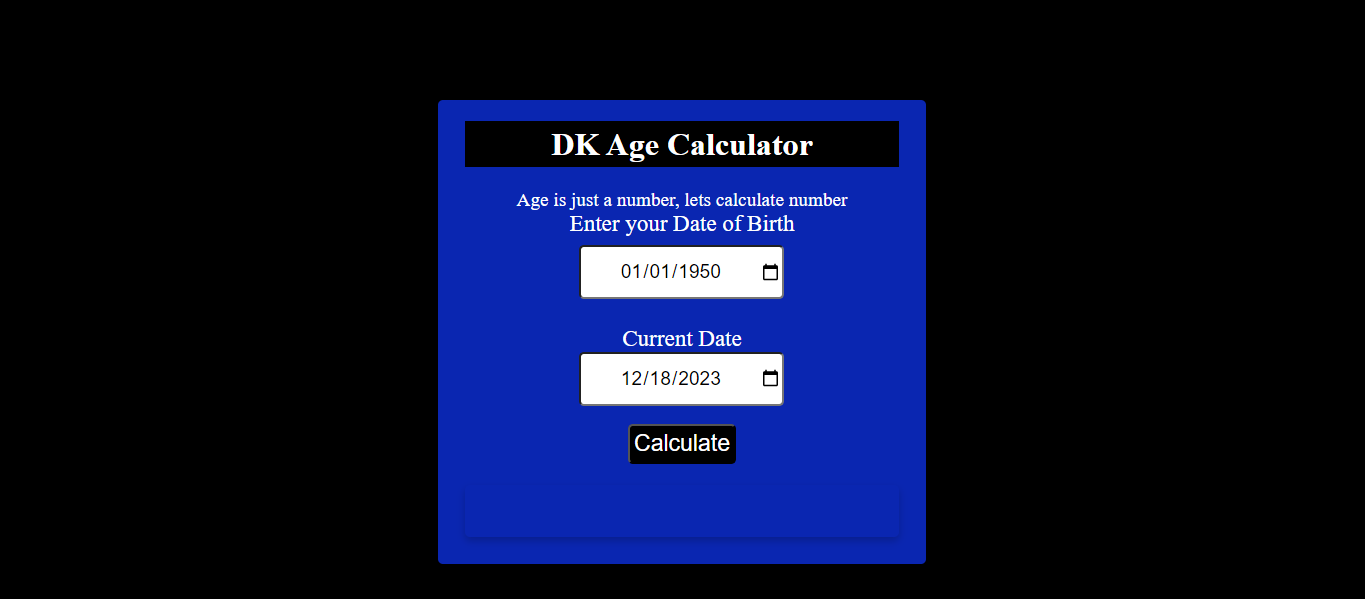 DK Age Calculator
Age is just a number, lets calculate number
Enter your Date of Birth
01/01/1950
Current Date
12/18/2023
Calculate